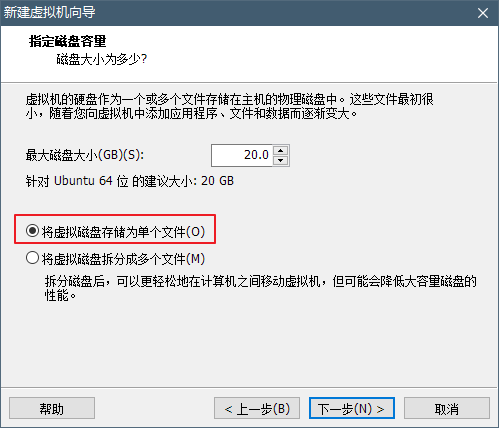 新建虚拟机向导
指定磁盘容量
磁盘大小为多少?
虚拟机的硬盘作为一个或多个文件存储在主机的物理磁盘中。这些文件最初很
小，随着您向虚拟机中添加应用程序、文件和数据而逐渐变大。
最大磁盘大小(GB)(S): 20.0
针对 Ubuntu 64 位 的建议大小: 20 GB
将虚拟磁盘存储为单个文件(O)
将虚拟磁盘拆分成多个文件(M)
拆分磁盘后，可以更轻松地在计算机之间移动虚拟机，但可能会降低大容量磁盘的
性能。
帮助 < 上一步(B) 下一步(N) > 取消